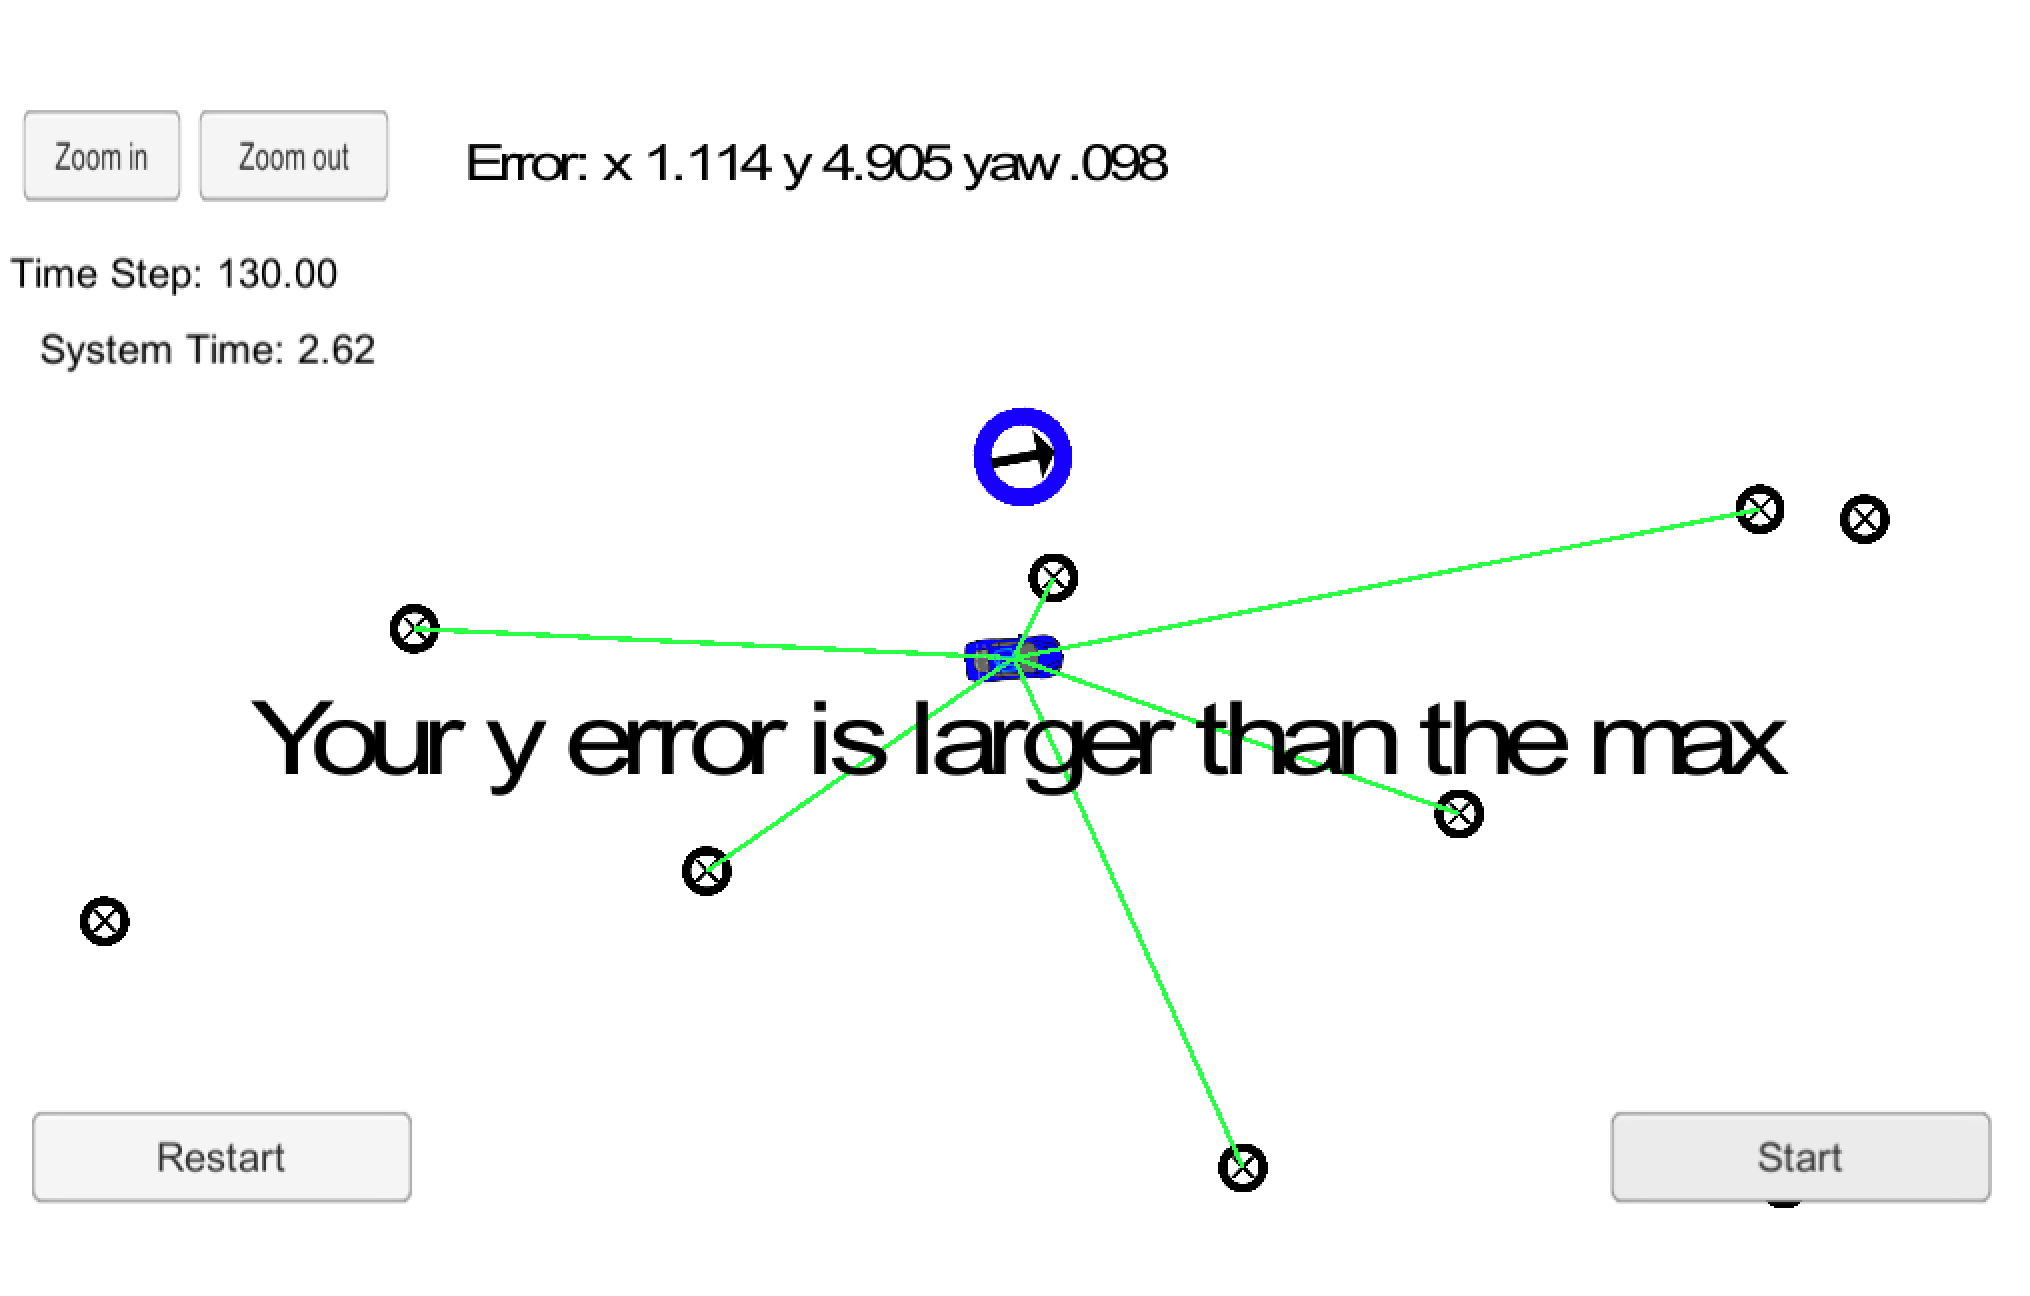 Zoom in
Zoom out
Error: x 1.114 y 4.905 yaw .098
Time Step: 130.00
System Time: 2.62
Your y error is larger than the max
Restart
Start